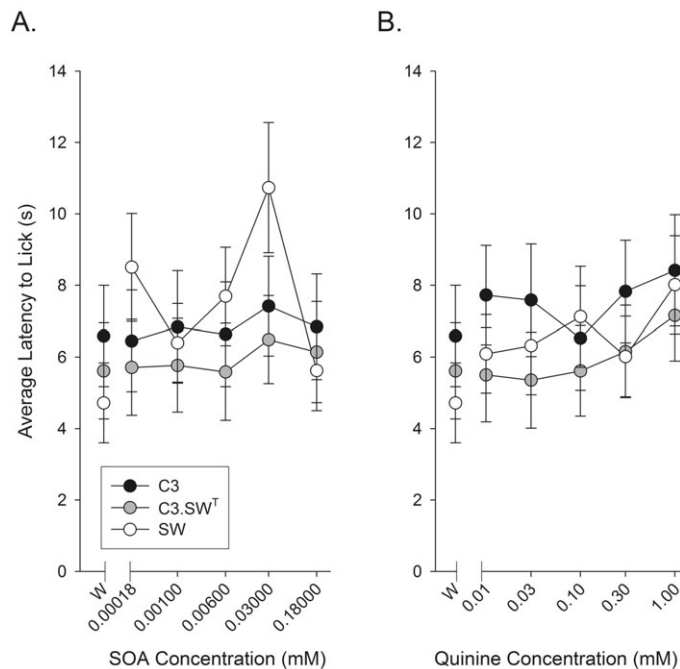 A.
B.
Average Latency to Lick (s)
14
12
10
8
6
4
2
0
C3
C3.SWᵀ
SW
W
0.00018
0.00100
0.00600
0.03000
0.18000
SOA Concentration (mM)
14
12
10
8
6
4
2
0
W
0.01
0.03
0.10
0.30
1.00
Quinine Concentration (mM)